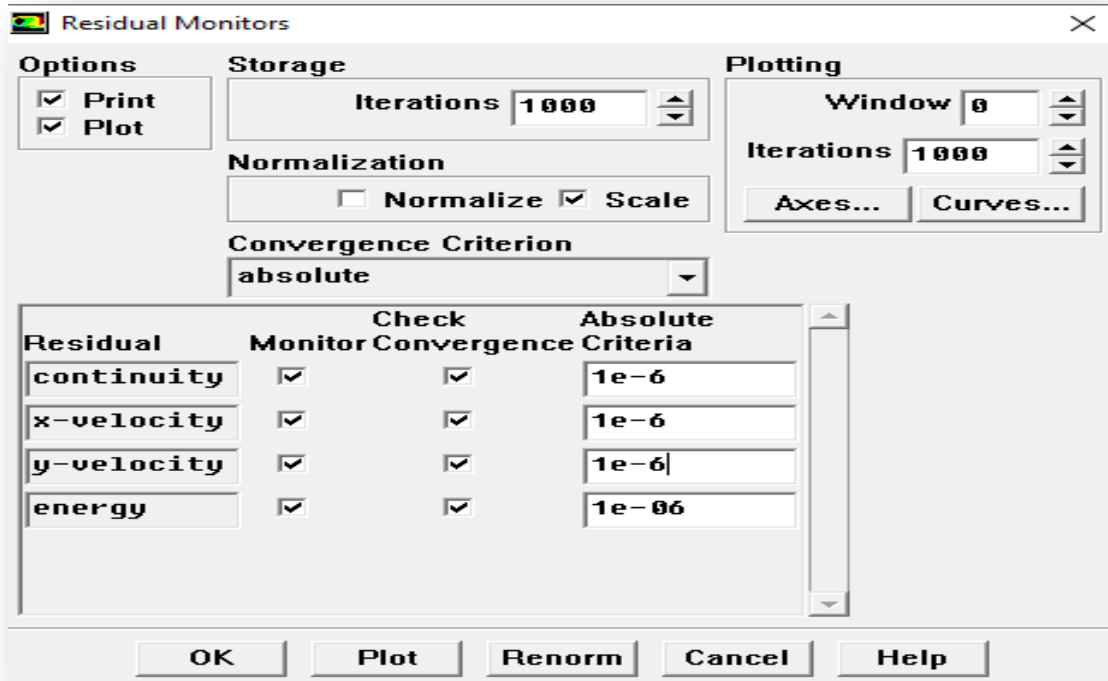 Residual Monitors
Options
Print
Plot
Storage
Iterations 1000
Normalization
Normalize Scale
Convergence Criterion
absolute
Plotting
Window 0
Iterations 1000
Axes... Curves...
Check Absolute
Residual Monitor Convergence Criteria
continuity 1e-6
x-velocity 1e-6
y-velocity 1e-6
energy 1e-06
OK Plot Renorm Cancel Help